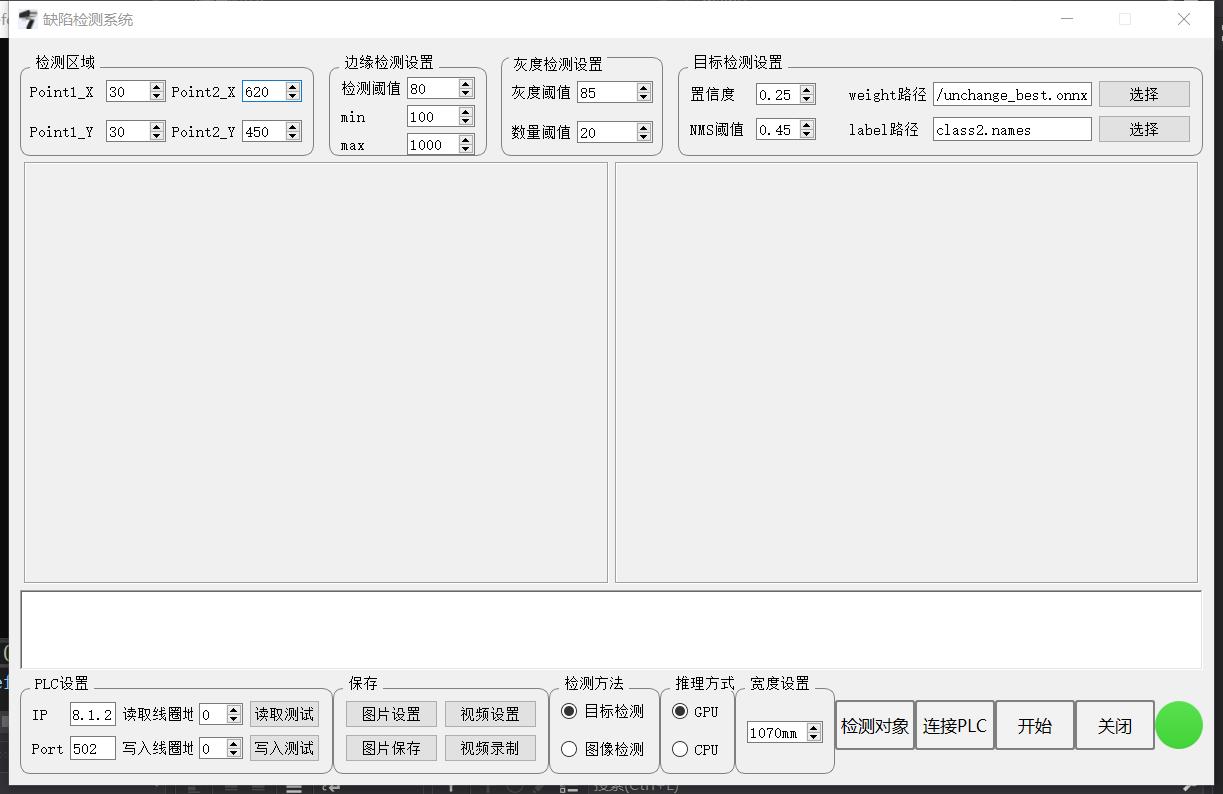 缺陷检测系统
检测区域
Point1_X 30 Point2_X 620
Point1_Y 30 Point2_Y 450
边缘检测设置
检测阈值 80
min 100
max 1000
灰度检测设置
灰度阈值 85
数量阈值 20
目标检测设置
置信度 0.25 weight路径 /unchange_best.onnx 选择
NMS阈值 0.45 label路径 class2.names 选择
PLC设置
IP 8.1.2 读取线圈地 0 读取测试
Port 502 写入线圈地 0 写入测试
保存
图片设置 视频设置
图片保存 视频录制
检测方法
目标检测
图像检测
推理方式
GPU
CPU
宽度设置
1070mm
检测对象 连接PLC 开始 关闭
搜索(Ctrl+E)